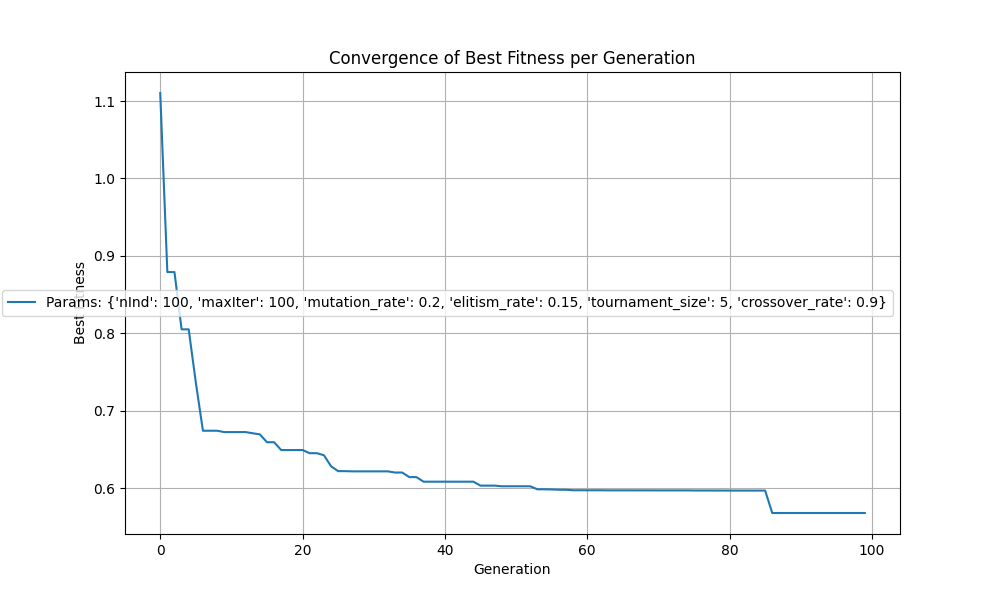 Convergence of Best Fitness per Generation
1.1
1.0
0.9
0.8
0.7
0.6
Best
ness
Params: {'nInd': 100, 'maxIter': 100, 'mutation_rate': 0.2, 'elitism_rate': 0.15, 'tournament_size': 5, 'crossover_rate': 0.9}
0 20 40 60 80 100
Generation